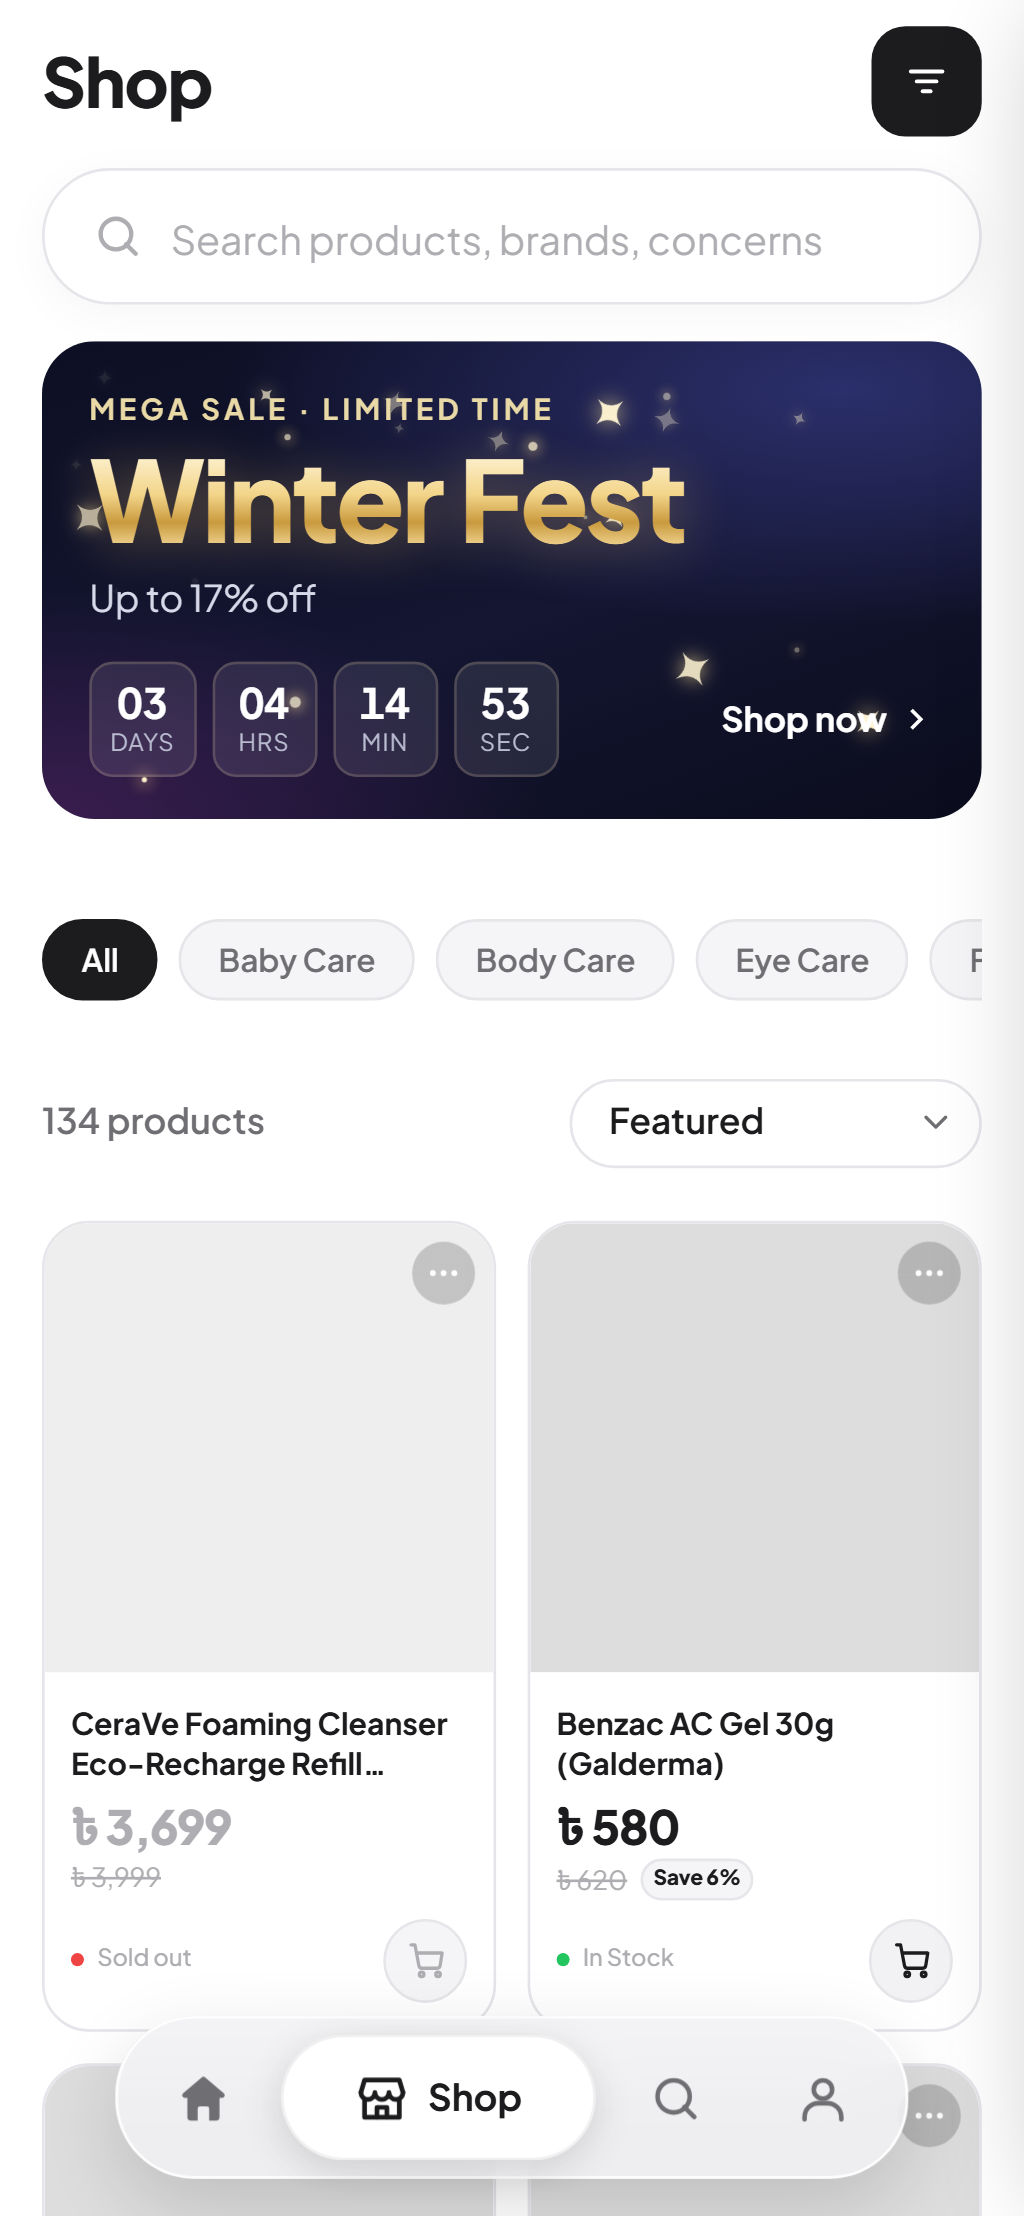 Shop
Search products, brands, concerns
MEGA SALE · LIMITED TIME
Winter Fest
Up to 17% off
03 04 14 53
DAYS HRS MIN SEC
Shop now
All Baby Care Body Care Eye Care F
134 products
Featured
CeraVe Foaming Cleanser
Eco-Recharge Refill...
৳ 3,699
৳ 3,999
Sold out
Benzac AC Gel 30g
(Galderma)
৳ 580
৳ 620 Save 6%
In Stock
Shop